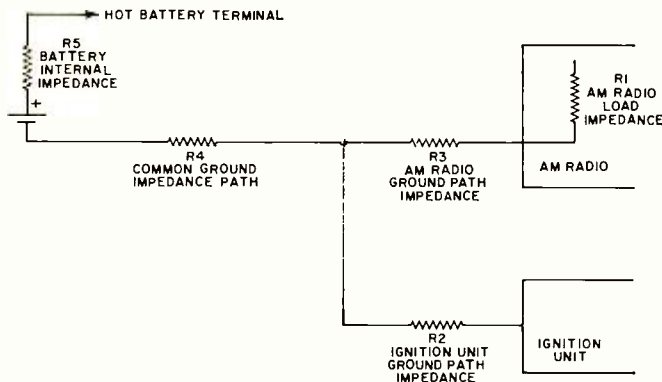 HOT BATTERY TERMINAL
R5
BATTERY
INTERNAL
IMPEDANCE
+
R1
AM RADIO
LOAD
IMPEDANCE
R4
COMMON GROUND
IMPEDANCE PATH
R3
AM RADIO
GROUND PATH
IMPEDANCE
AM RADIO
R2
IGNITION UNIT
GROUND PATH
IMPEDANCE
IGNITION
UNIT